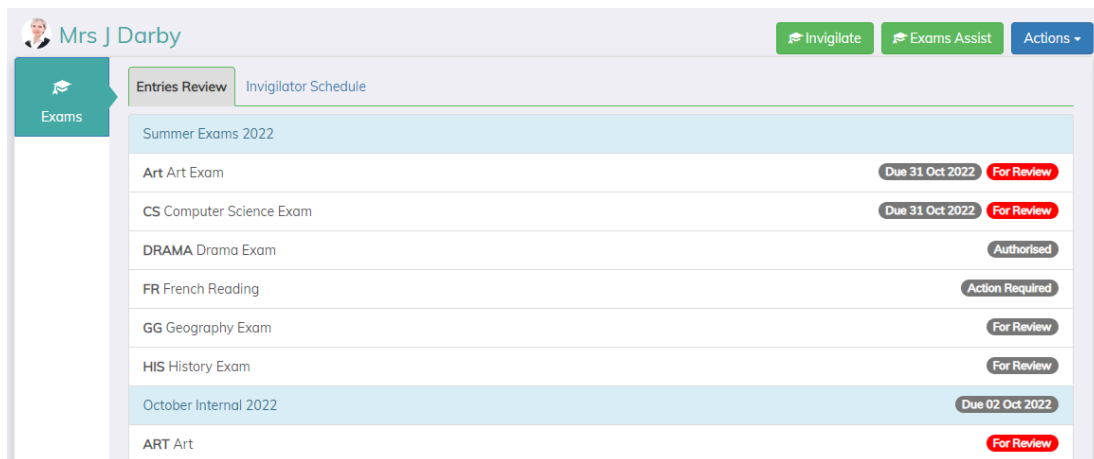 Mrs J Darby
Invigilate Exams Assist Actions
Exams
Entries Review Invigilator Schedule
Summer Exams 2022
Art Art Exam Due 31 Oct 2022 For Review
CS Computer Science Exam Due 31 Oct 2022 For Review
DRAMA Drama Exam Authorised
FR French Reading Action Required
GG Geography Exam For Review
HIS History Exam For Review
October Internal 2022 Due 02 Oct 2022
ART Art For Review